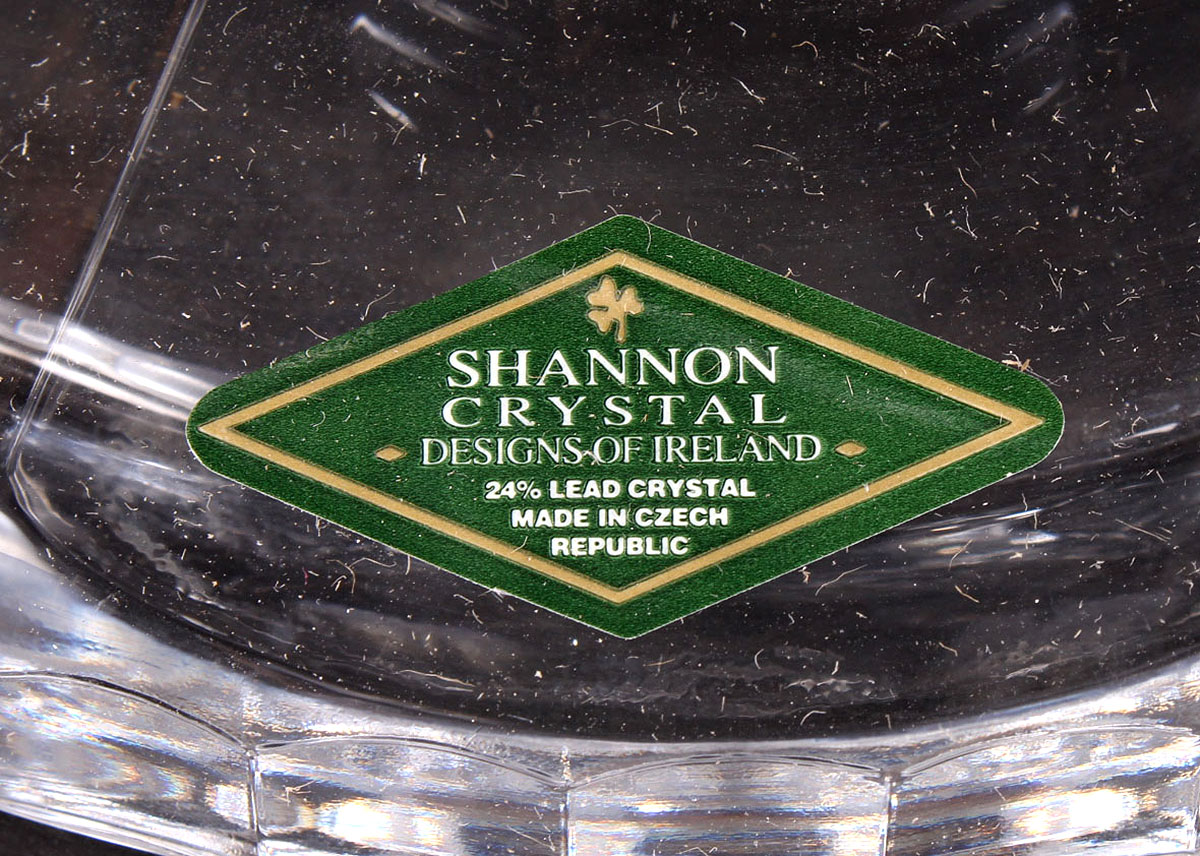 SHANNON
CRYSTAL
DESIGNS OF IRELAND
24% LEAD CRYSTAL
MADE IN CZECH
REPUBLIC